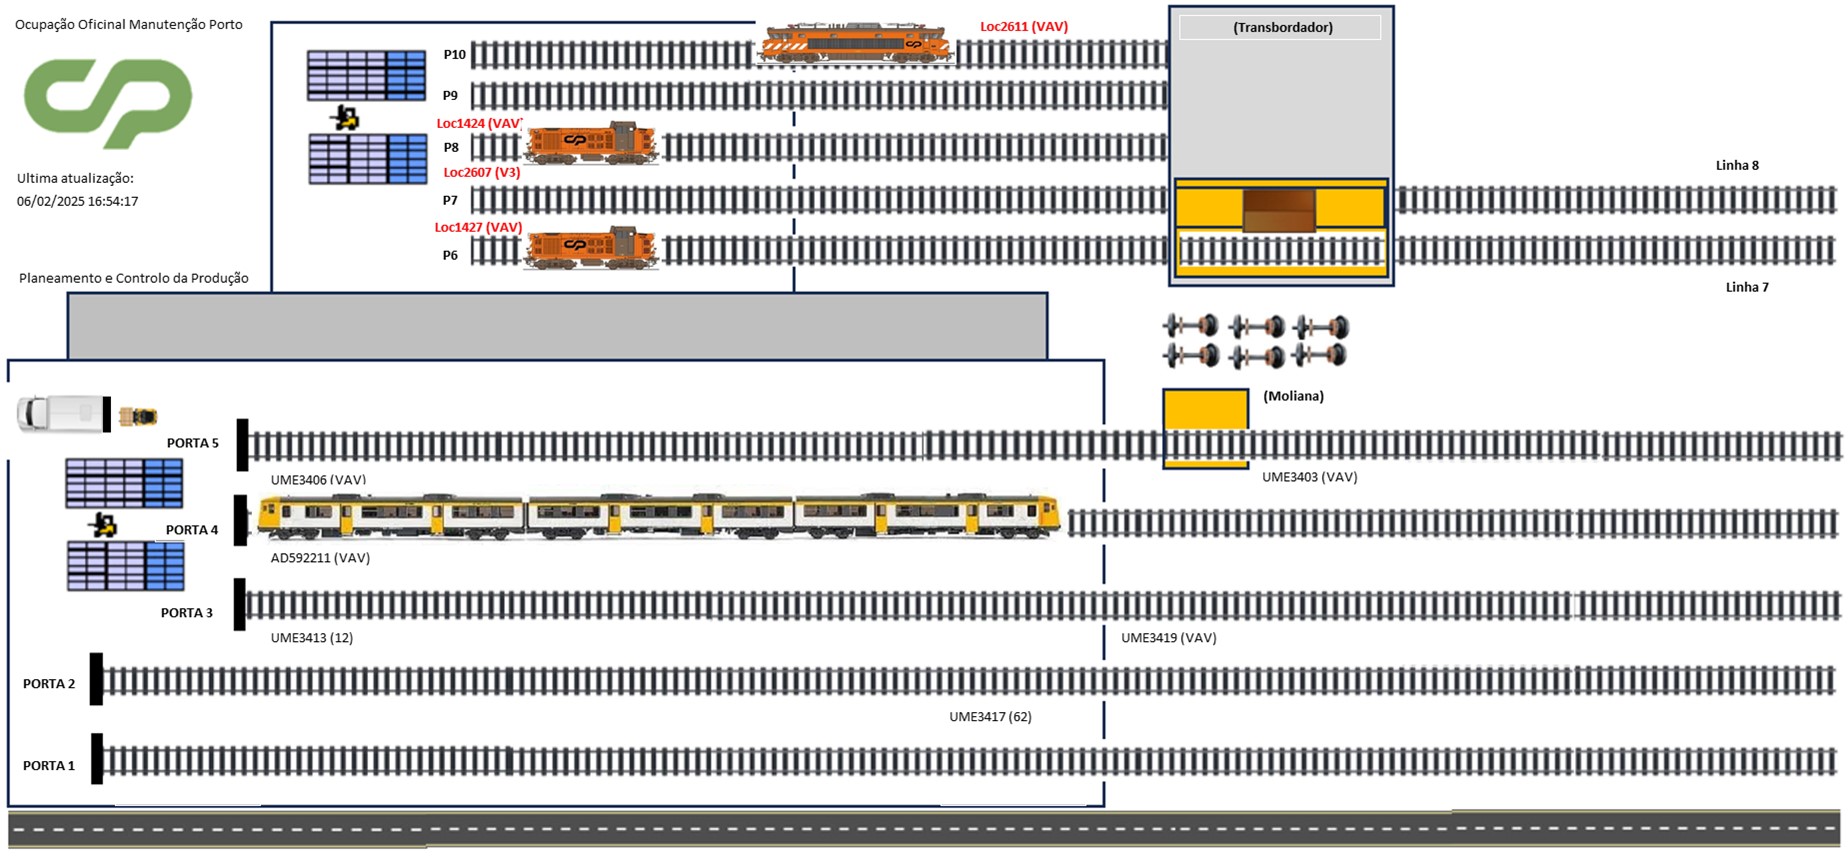 Ocupação Oficinal Manutenção Porto
Loc2611 (VAV)
(Transbordador)
P10
P9
Loc1424 (VAV)
P8
Loc2607 (V3)
P7
Loc1427 (VAV)
P6
Ultima atualização:
06/02/2025 16:54:17
Linha 8
Linha 7
Planeamento e Controlo da Produção
(Moliana)
PORTA 5
UME3406 (VAV)
UME3403 (VAV)
PORTA 4
AD592211 (VAV)
PORTA 3
UME3413 (12)
UME3419 (VAV)
PORTA 2
UME3417 (62)
PORTA 1